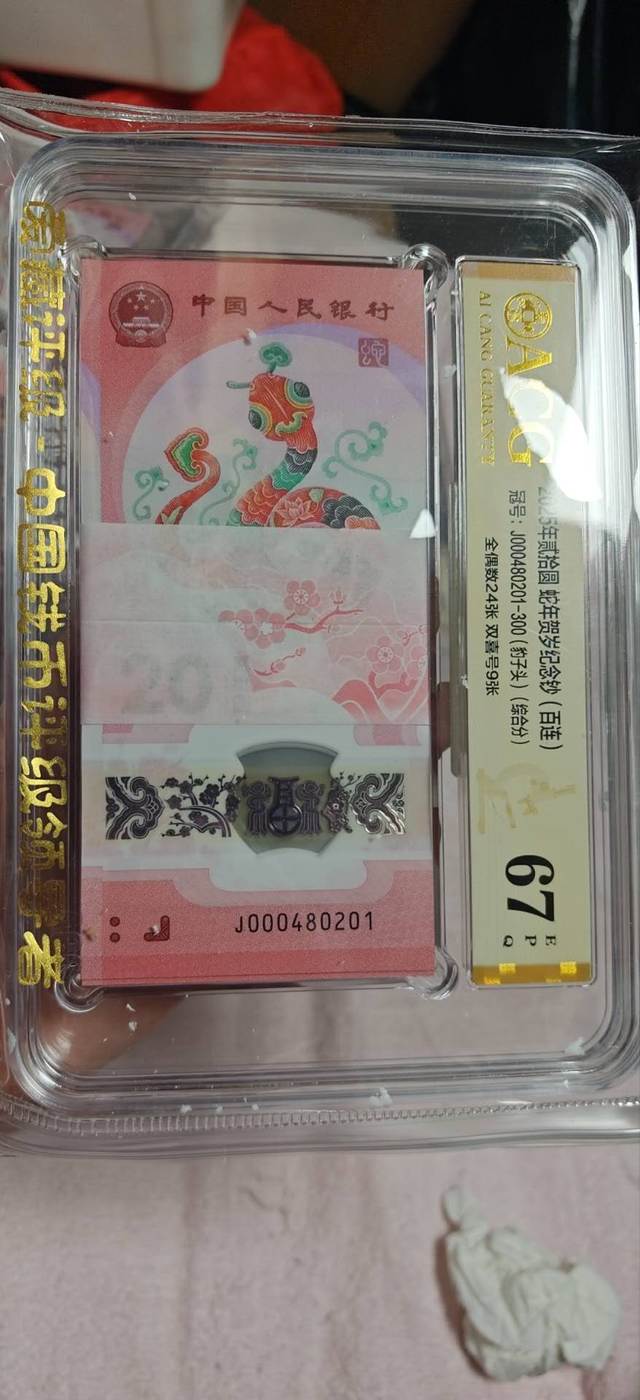 爱藏评级-中国钱币评级领导者
中国人民银行
20
J000480201
ACG
AI CANG GUARANTY
2025年贰拾圆 蛇年贺岁纪念钞（百连）
冠号：J000480201-300（豹子头）（综合分）
全偶数24张 双喜号9张
67
E
P
Q